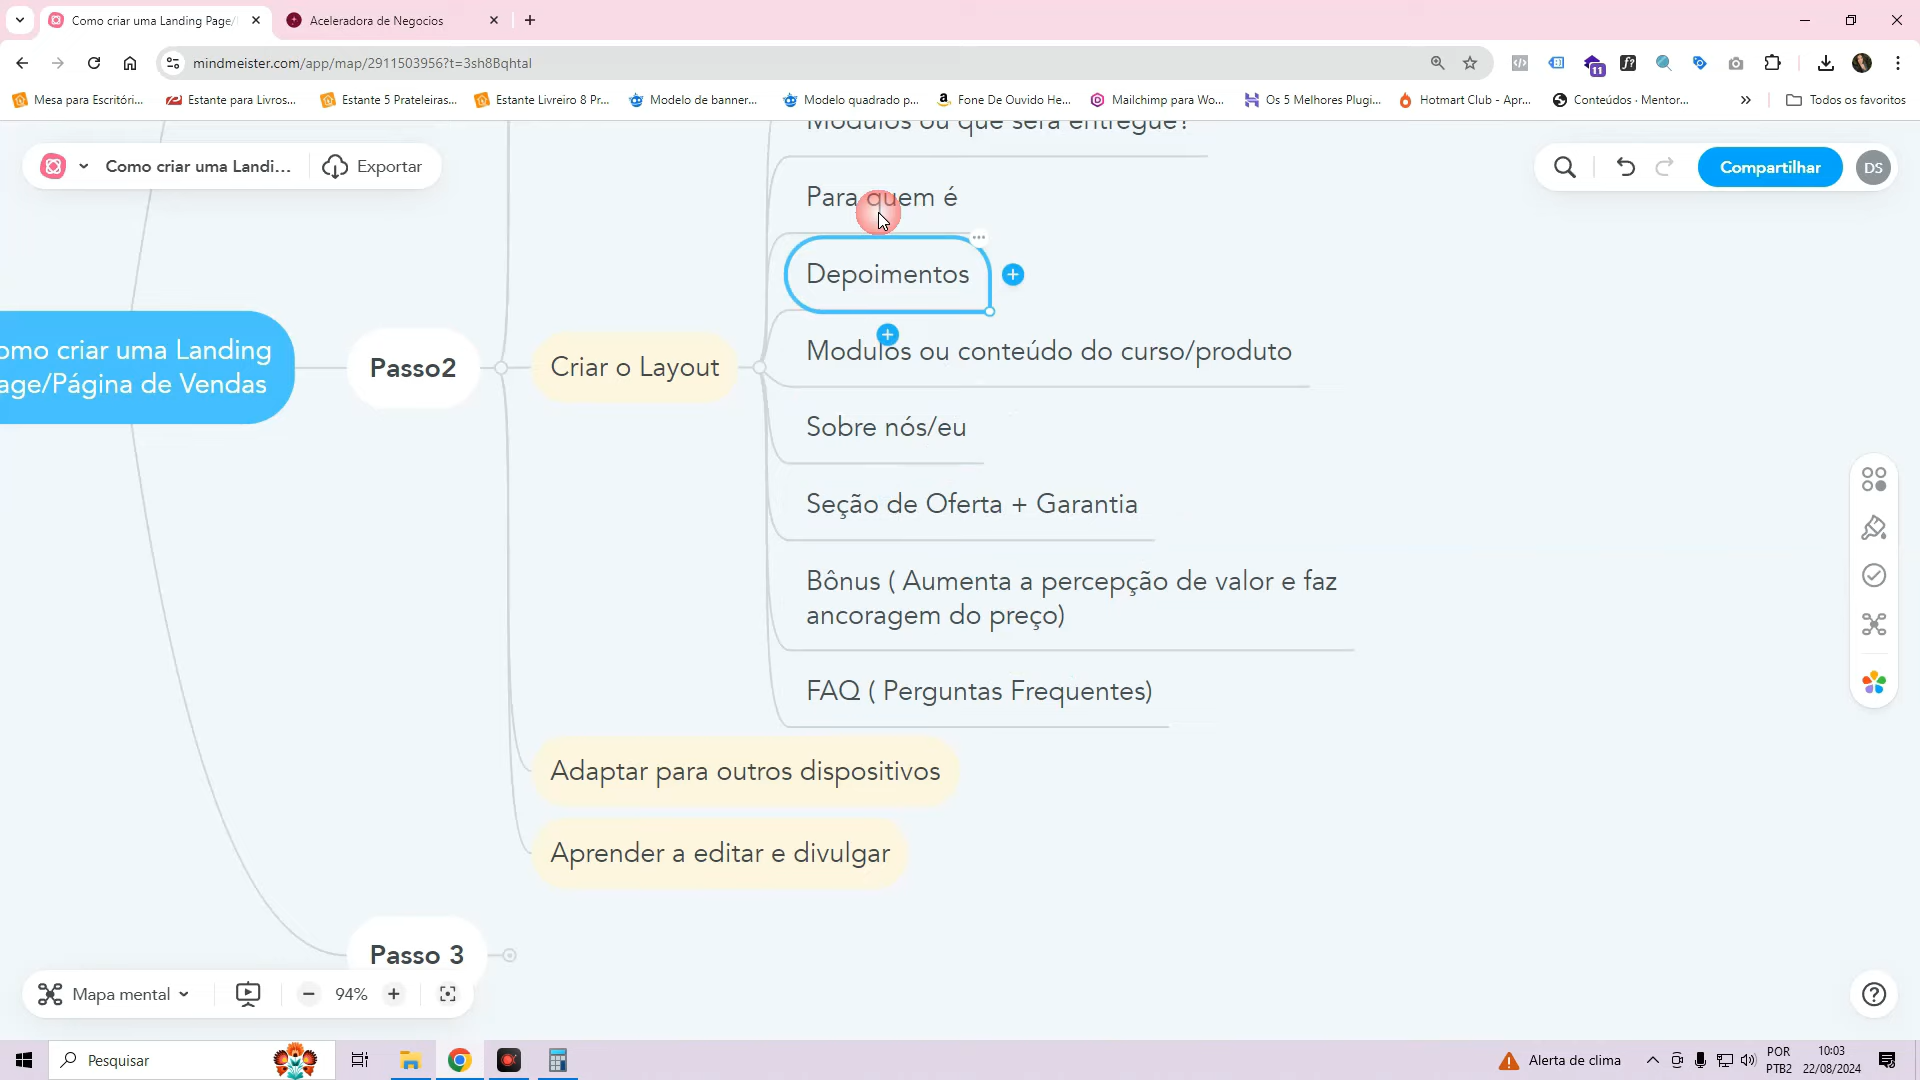 Como criar uma Landing Page/
Aceleradora de Negocios
mindmeister.com/app/map/2911503956?t=3sh8Bqhtal
11
Mesa para Escritóri...
Estante para Livros...
Estante 5 Prateleiras...
Estante Livreiro 8 Pr...
Modelo de banner...
Modelo quadrado p...
Fone De Ouvido He...
Mailchimp para Wo...
Os 5 Melhores Plugi...
Hotmart Club - Apr...
Conteúdos · Mentor...
Todos os favoritos
Como criar uma Landi...
Exportar
Compartilhar
DS
Modulos ou que será entregue?
Para quem é
Depoimentos
Modulos ou conteúdo do curso/produto
Sobre nós/eu
Seção de Oferta + Garantia
Bônus ( Aumenta a percepção de valor e faz
ancoragem do preço)
FAQ ( Perguntas Frequentes)
omo criar uma Landing
age/Página de Vendas
Passo2
Criar o Layout
Adaptar para outros dispositivos
Aprender a editar e divulgar
Passo 3
Mapa mental
94%
Pesquisar
Alerta de clima
POR
PTB2
10:03
22/08/2024